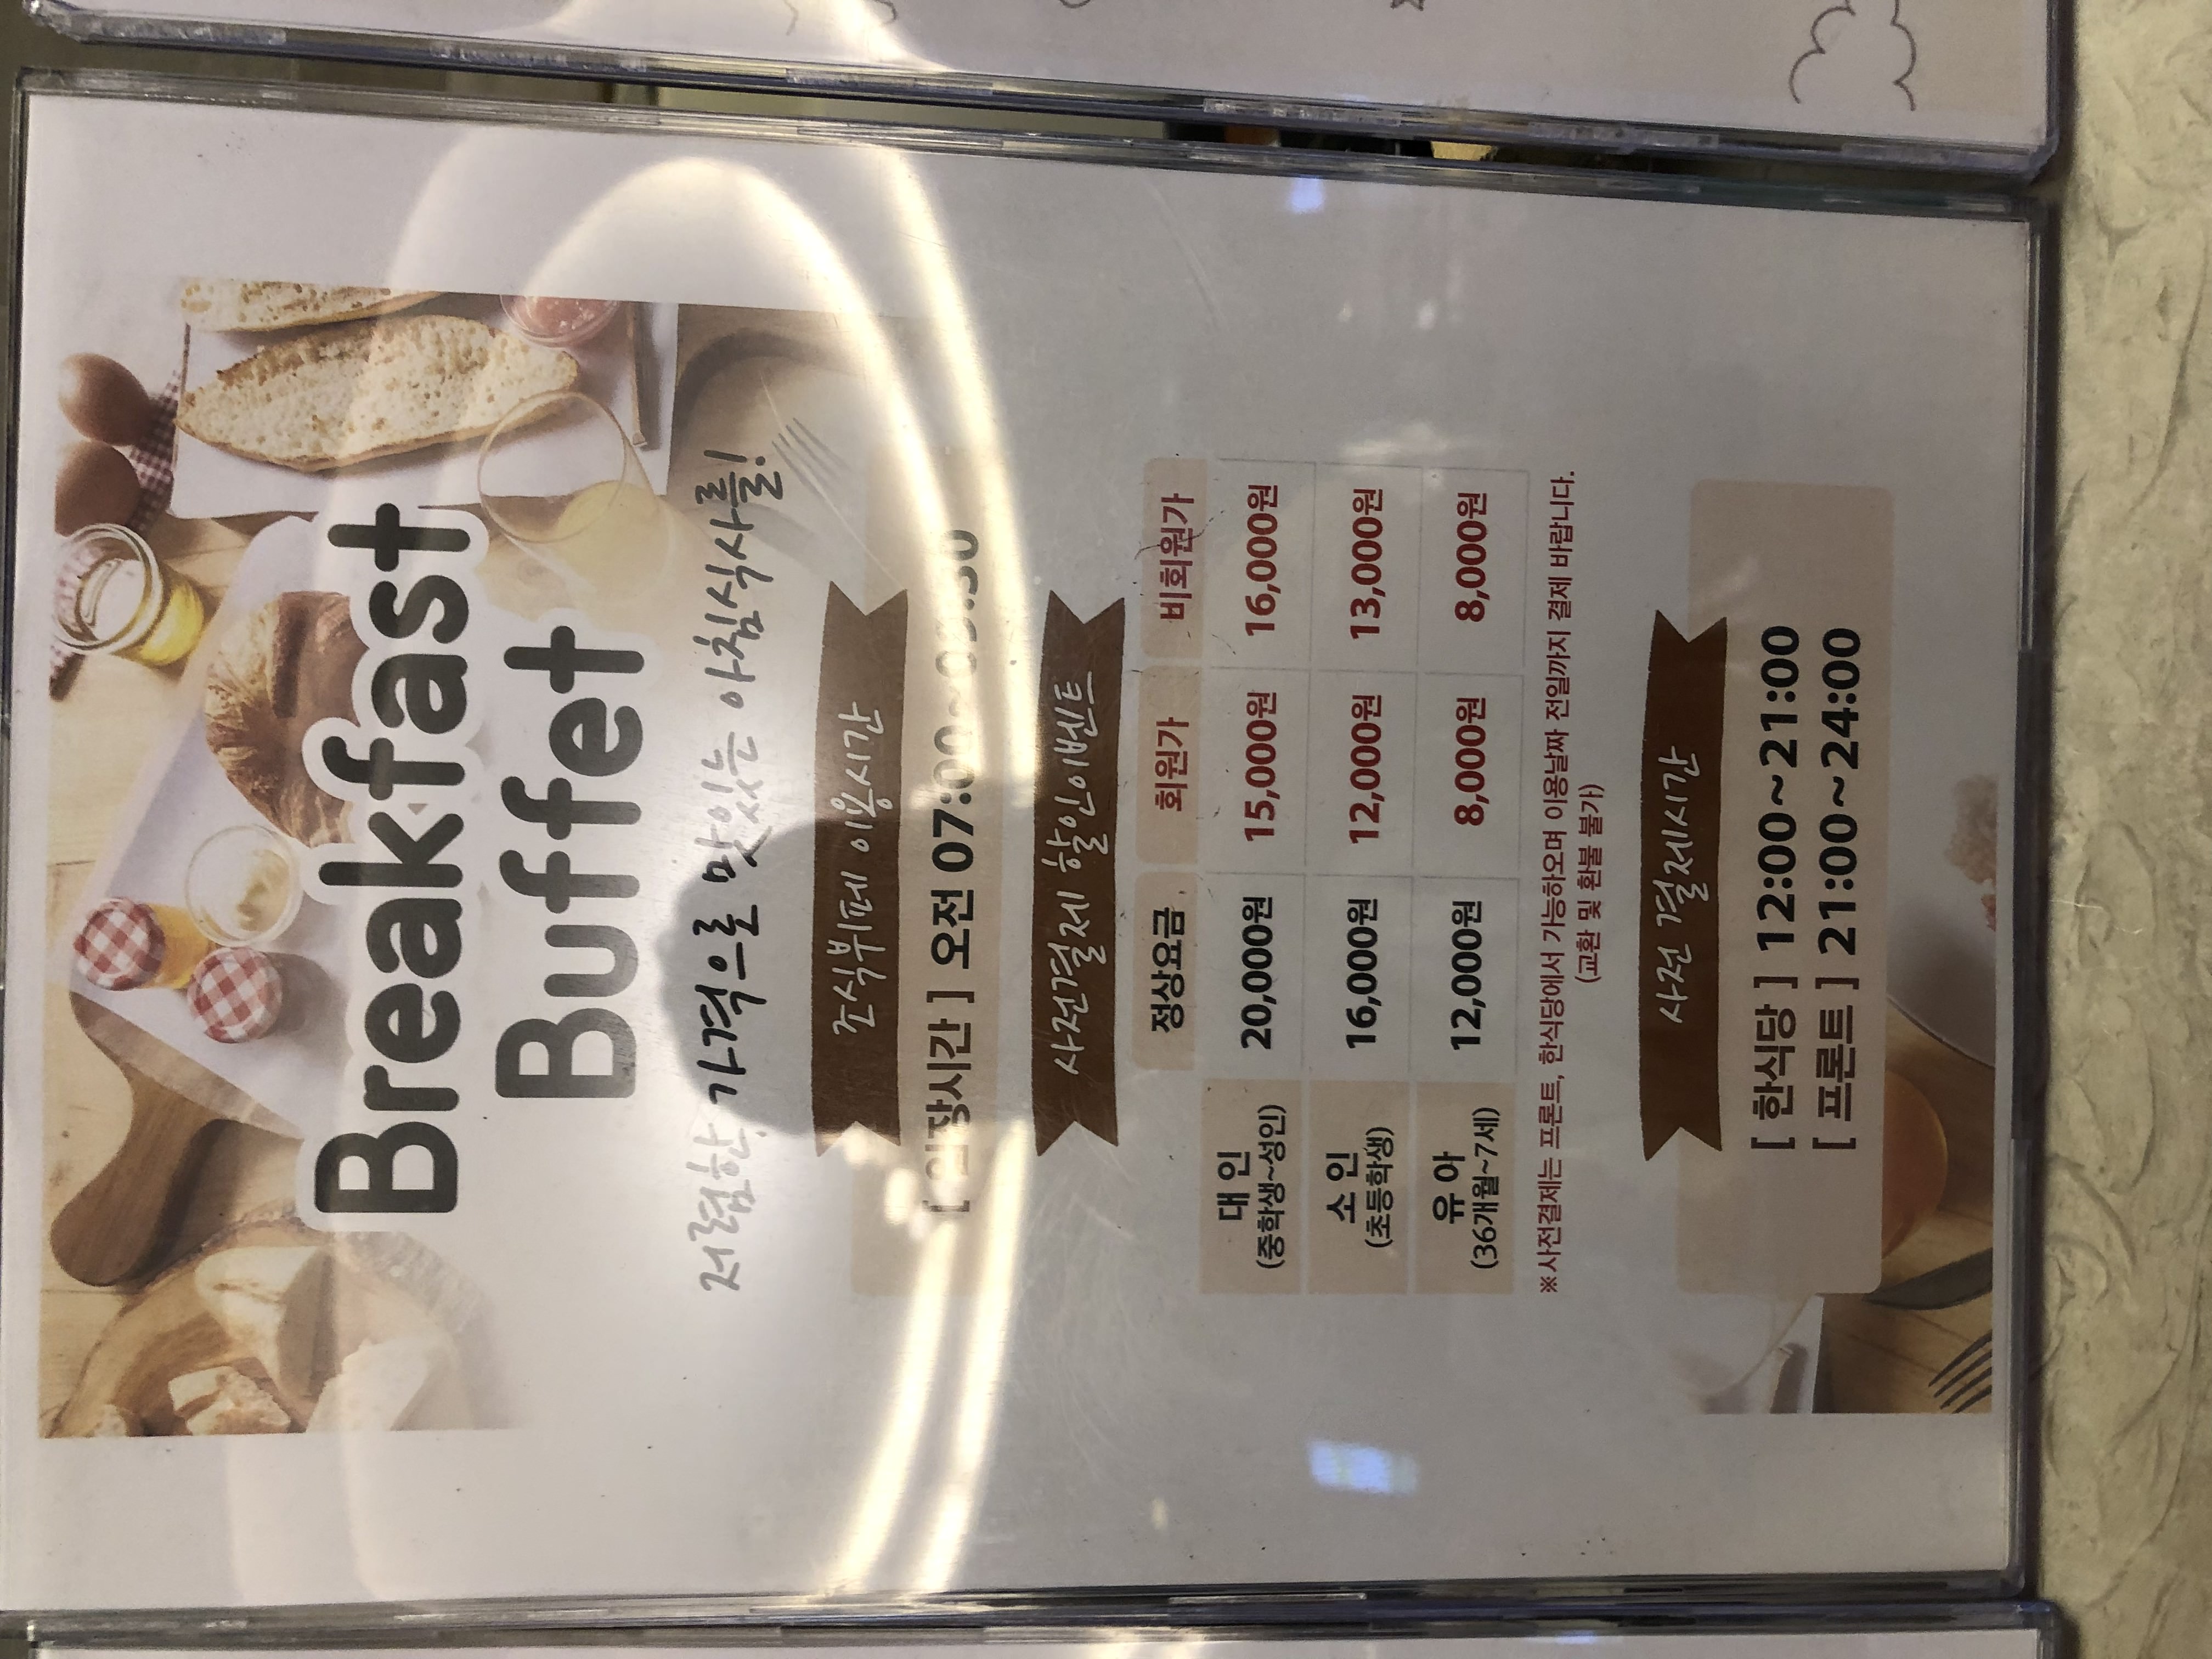 Breakfast
Buffet
저렴한 가격으로 맛있는 아침식사를!
조식뷔페 이용시간
[ 입장시간 ] 오전 07:00~
사전결제 할인이벤트
정상요금 회원가 비회원가
대 인 20,000원 15,000원 16,000원
(중학생~성인)
소 인 16,000원 12,000원 13,000원
(초등학생)
유 아 12,000원 8,000원 8,000원
(36개월~7세)
※사전결제는 프론트, 한식당에서 가능하오며 이용날짜 전일까지 결제 바랍니다.
(교환 및 환불 불가)
사전 결제시간
[ 한식당 ] 12:00~21:00
[ 프론트 ] 21:00~24:00